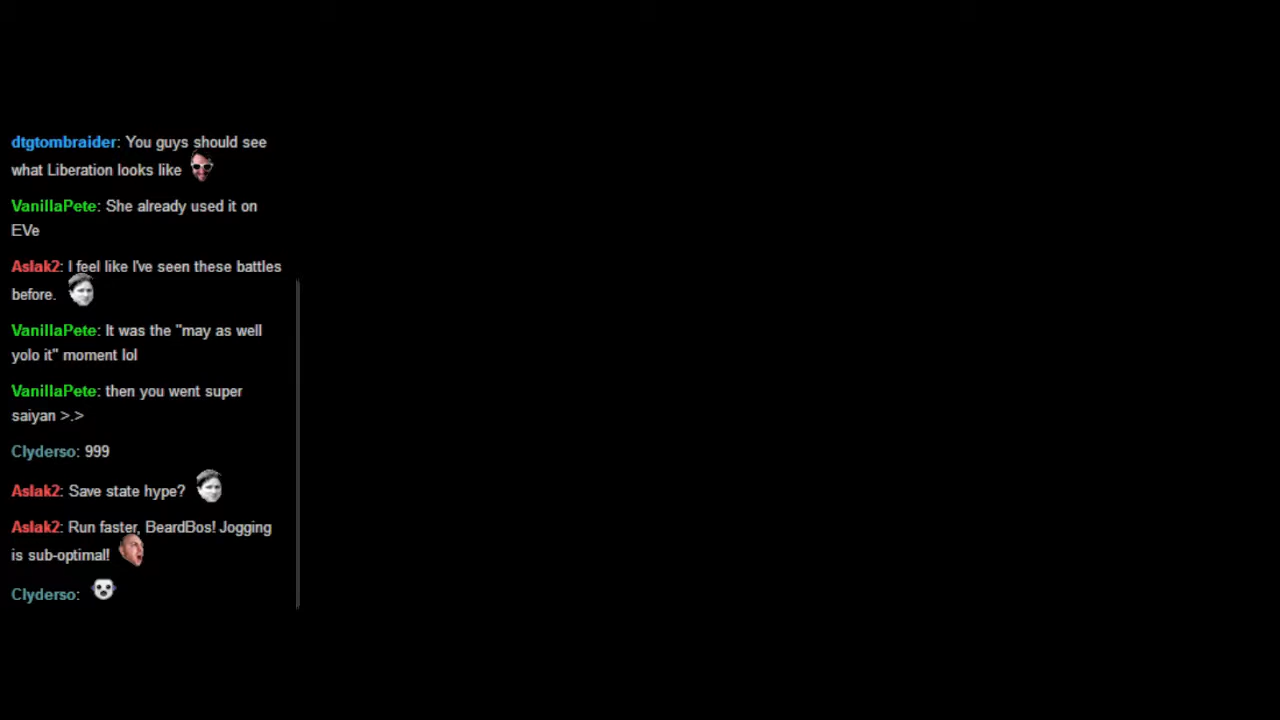 dtgtombraider: You guys should see
what Liberation looks like
VanillaPete: She already used it on
EVe
Aslak2: I feel like I've seen these battles
before.
VanillaPete: It was the "may as well
yolo it" moment lol
VanillaPete: then you went super
saiyan >.>
Clyderso: 999
Aslak2: Save state hype?
Aslak2: Run faster, BeardBos! Jogging
is sub-optimal!
Clyderso: